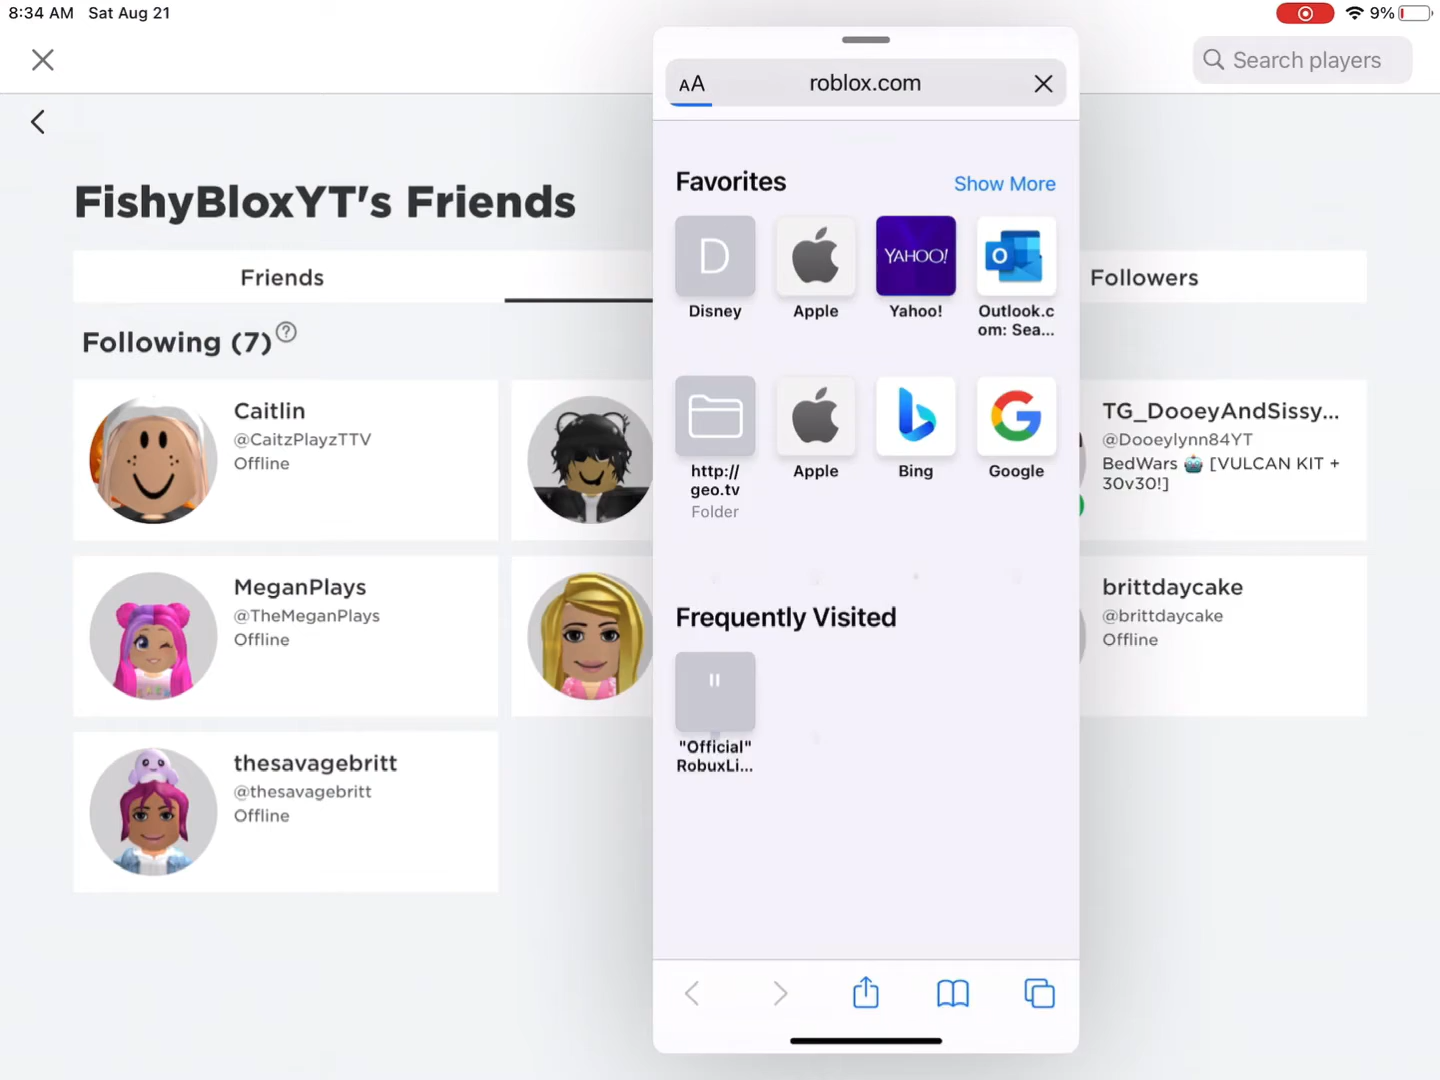 8:34 AM Sat Aug 21
9%
Search players
FishyBloxYT's Friends
Friends
Followers
Following (7)
?
Caitlin
@CaitzPlayzTTV
Offline
TG_DooeyAndSissy...
@Dooeylynn84YT
BedWars 🤖 [VULCAN KIT +
30v30!]
MeganPlays
@TheMeganPlays
Offline
brittdaycake
@brittdaycake
Offline
thesavagebritt
@thesavagebritt
Offline
AA
roblox.com
Favorites
Show More
D
Disney
Apple
YAHOO!
Yahoo!
O
Outlook.c
om: Sea...
http://
geo.tv
Folder
Apple
Bing
G
Google
Frequently Visited
"
"Official"
RobuxLi...